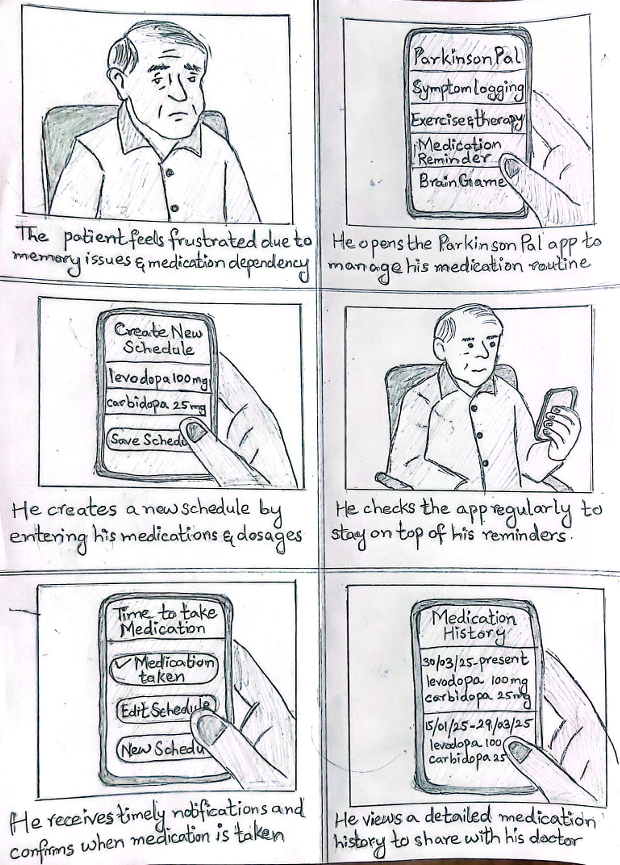 The patient feels frustrated due to
memory issues & medication dependency
ParkinsonPal
Symptom logging
Exercise & therapy
Medication
Reminder
Brain Game
He opens the Parkinson Pal app to
manage his medication routine
Create New
Schedule
levodopa 100mg
carbidopa 25mg
Save Schedu
He creates a new schedule by
entering his medications & dosages
He checks the app regularly to
stay on top of his reminders.
Time to take
Medication
✓ Medication
taken
Edit Schedule
New Schedu
He receives timely notifications and
confirms when medication is taken
Medication
History
30/03/25-present
levodopa 100mg
carbidopa 25mg
15/01/25-29/03/25
levodopa 100
carbidopa 25
He views a detailed medication
history to share with his doctor